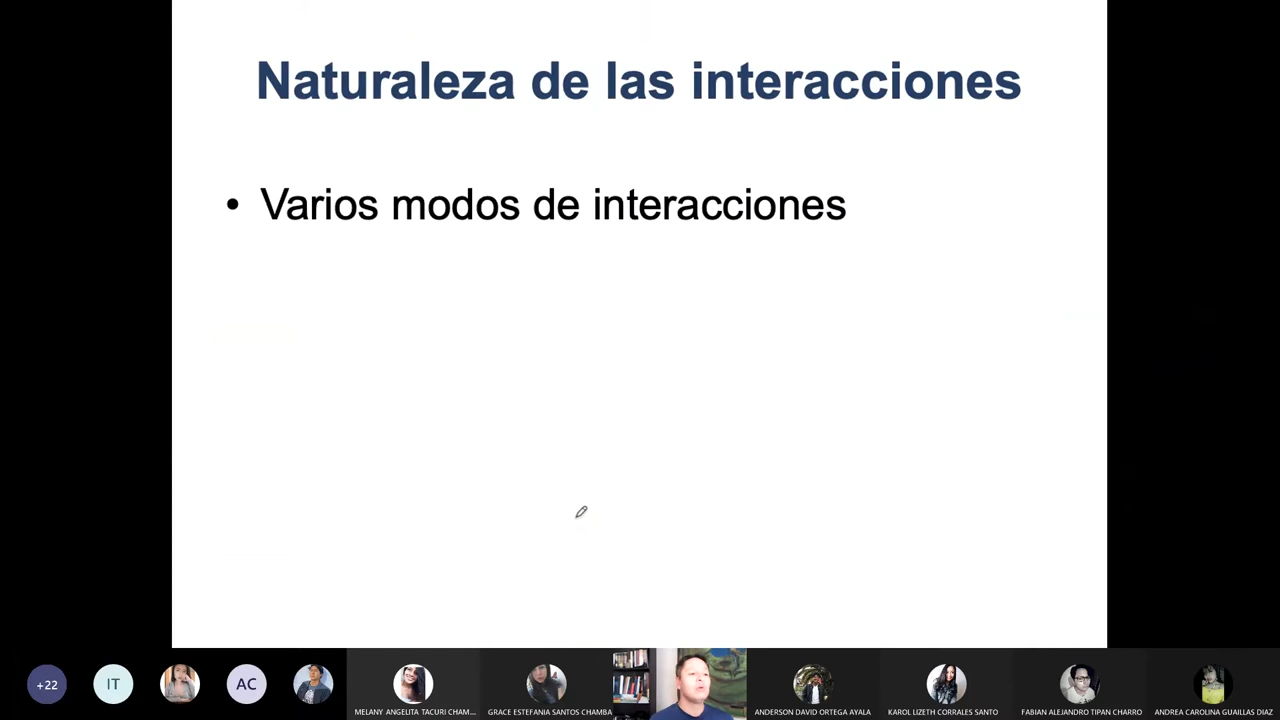 Naturaleza de las interacciones
• Varios modos de interacciones
+22
IT
AC
MELANY ANGELITA TACURI CHAM...
GRACE ESTEFANIA SANTOS CHAMBA
ANDERSON DAVID ORTEGA AYALA
KAROL LIZETH CORRALES SANTO
FABIAN ALEJANDRO TIPAN CHARRO
ANDREA CAROLINA GUAILLAS DIAZ